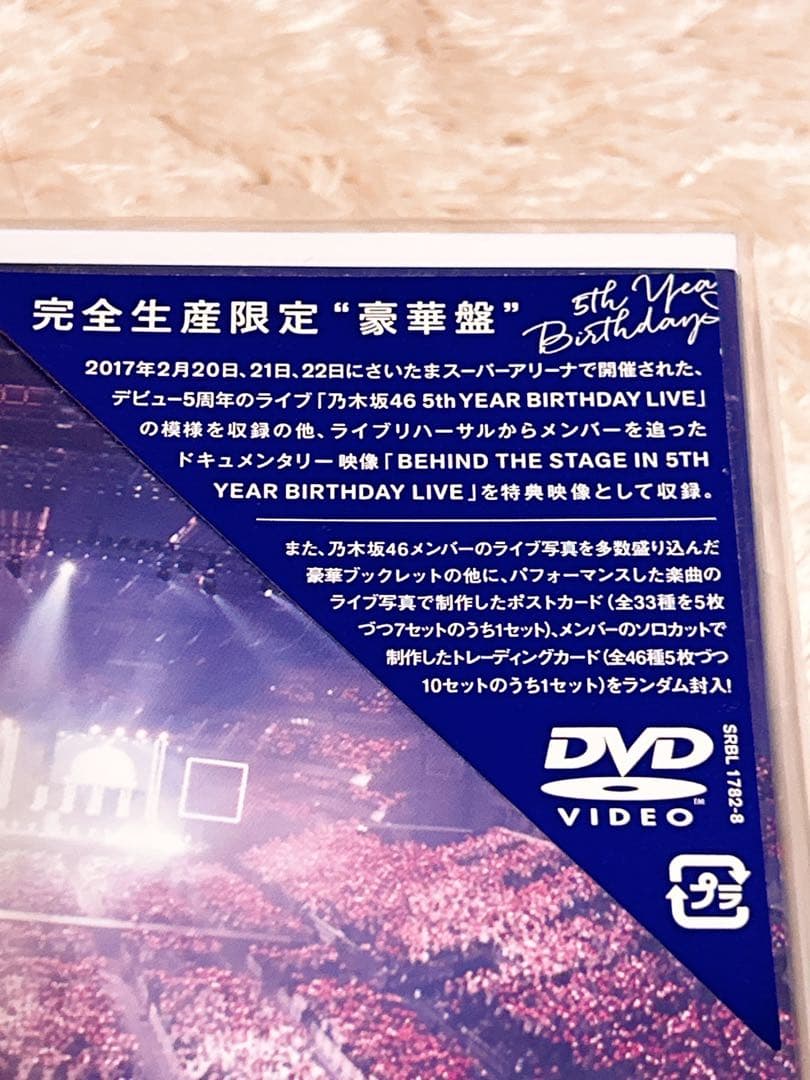 完全生産限定“豪華盤”
5th Yea
Birthdays
2017年2月20日、21日、22日にさいたまスーパーアリーナで開催された、
デビュー5周年のライブ「乃木坂46 5th YEAR BIRTHDAY LIVE」
の模様を収録の他、ライブリハーサルからメンバーを追った
ドキュメンタリー映像「BEHIND THE STAGE IN 5TH
YEAR BIRTHDAY LIVE」を特典映像として収録。
また、乃木坂46メンバーのライブ写真を多数盛り込んだ
豪華ブックレットの他に、パフォーマンスした楽曲の
ライブ写真で制作したポストカード（全33種を5枚
づつ7セットのうち1セット）、メンバーのソロカットで
制作したトレーディングカード（全46種5枚づつ
10セットのうち1セット）をランダム封入!
DVD
VIDEO
TM
SRBL 1782-8
プラ